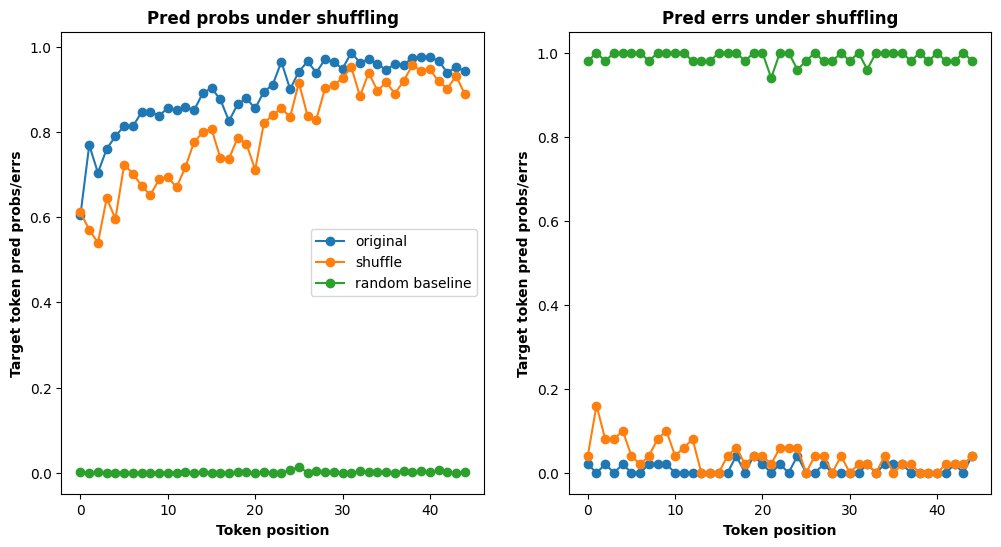 Pred probs under shuffling
Target token pred probs/errs
1.0
0.8
0.6
0.4
0.2
0.0
original
shuffle
random baseline
0 10 20 30 40
Token position
Pred errs under shuffling
Target token pred probs/errs
1.0
0.8
0.6
0.4
0.2
0.0
0 10 20 30 40
Token position